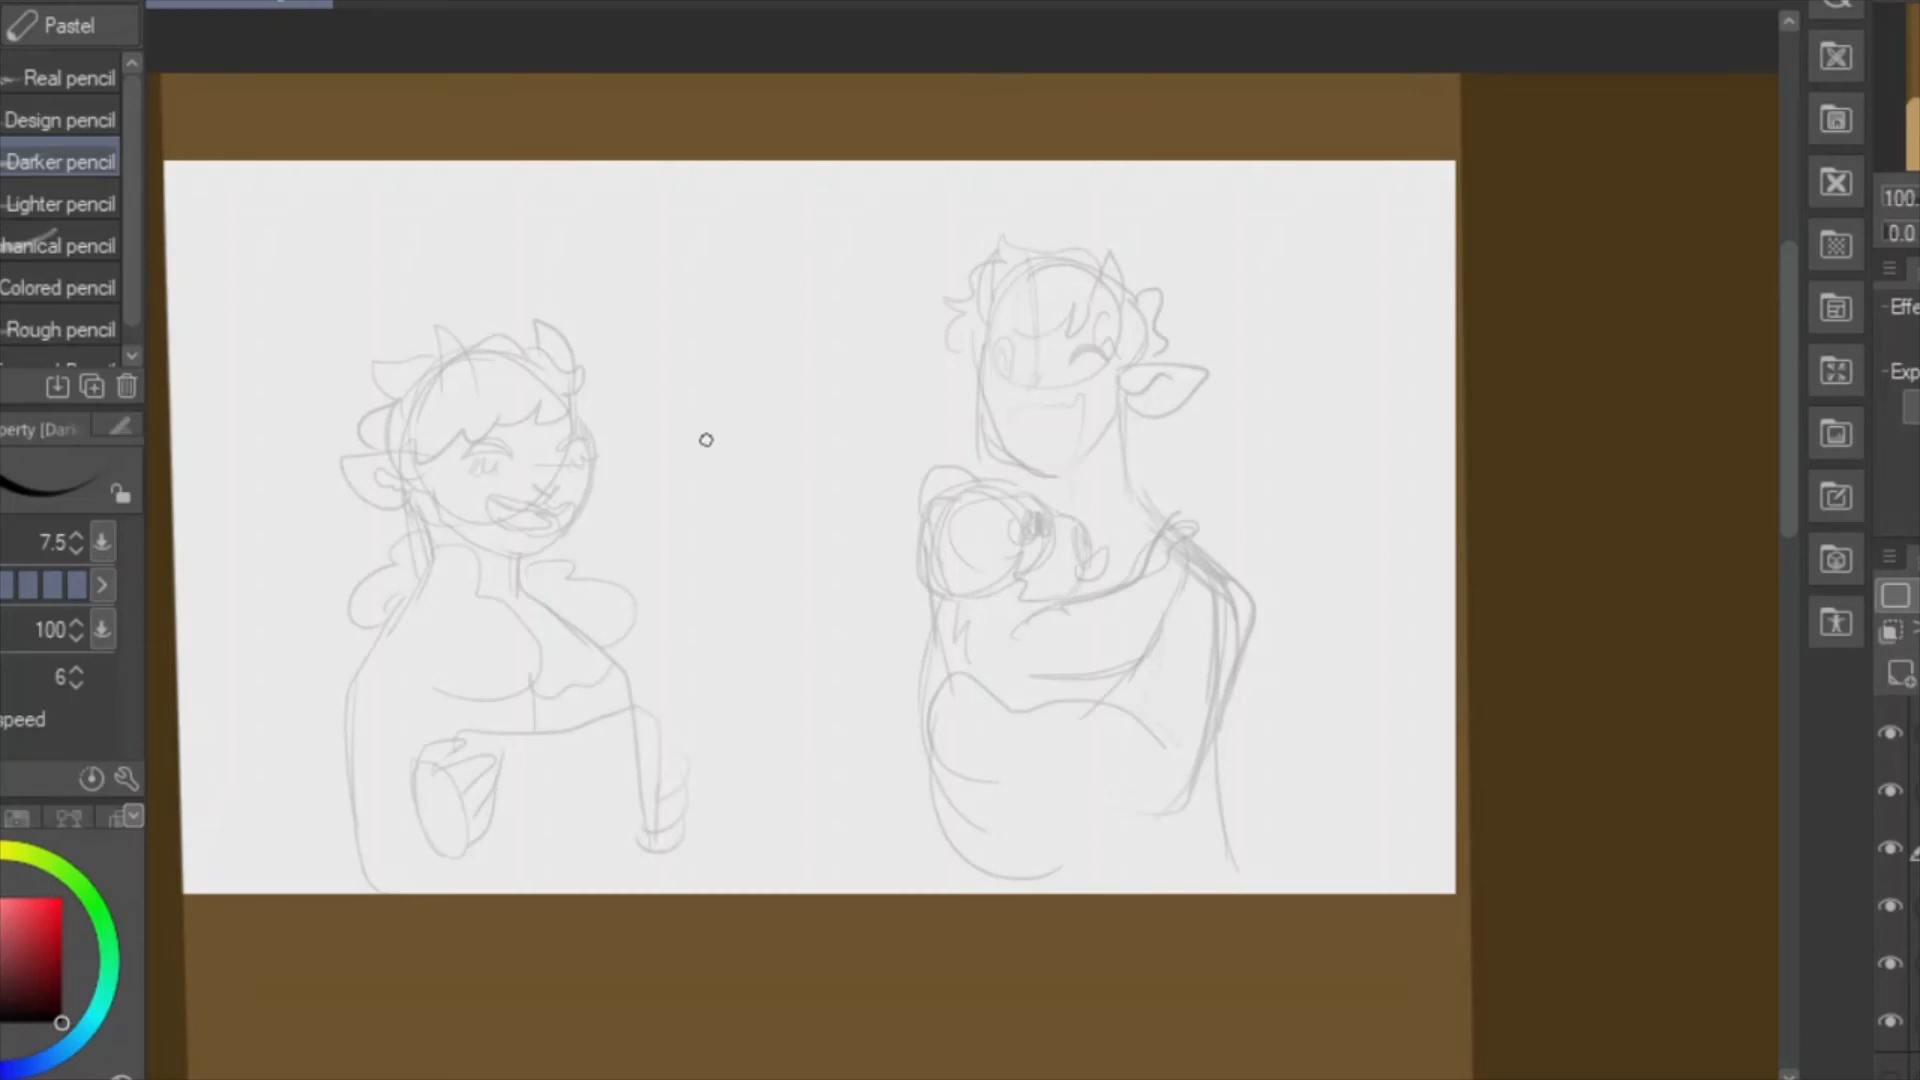 Pastel
Real pencil
Design pencil
Darker pencil
Lighter pencil
hanical pencil
Colored pencil
Rough pencil
perty [Dark
7.5
100
6
speed
100.
0.0
Effe
Exp